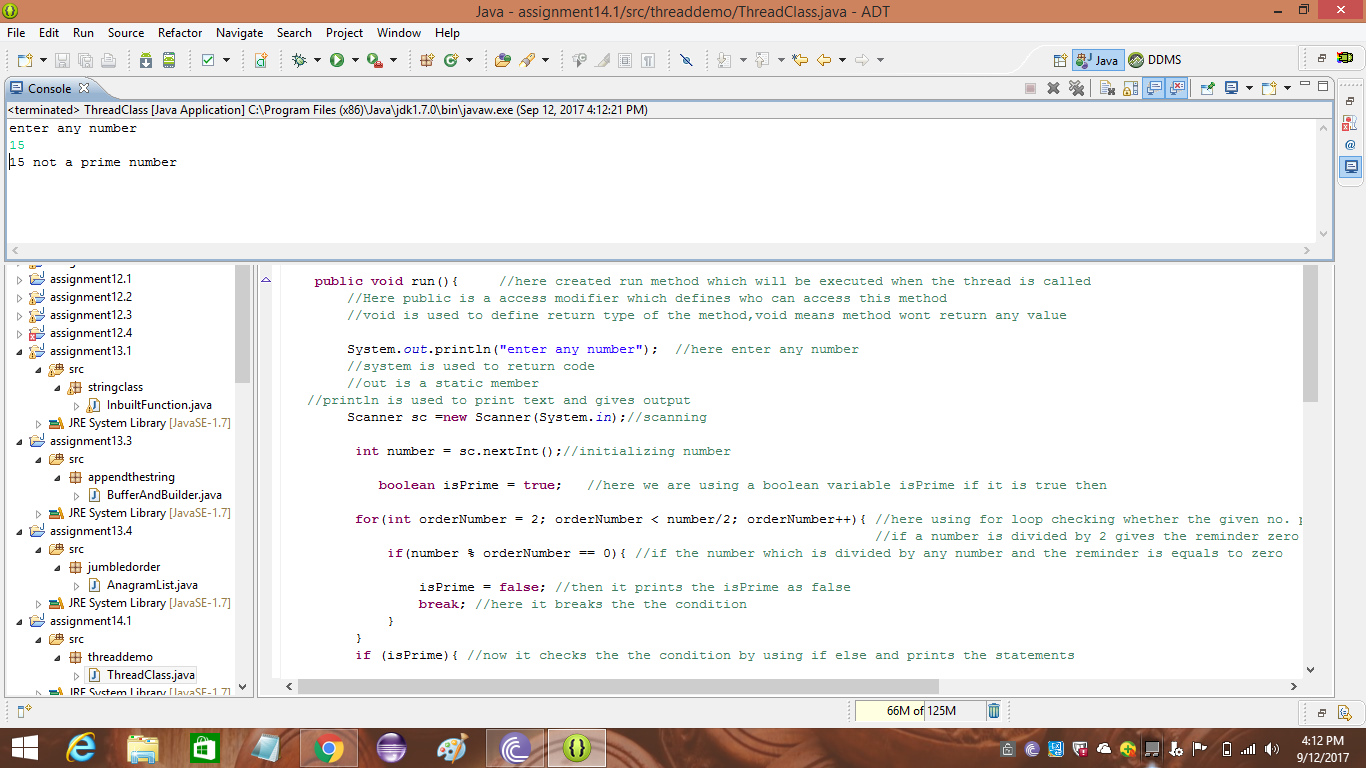 Java - assignment14.1/src/threaddemo/ThreadClass.java - ADT
File Edit Run Source Refactor Navigate Search Project Window Help
Java DDMS
Console
<terminated> ThreadClass [Java Application] C:\Program Files (x86)\Java\jdk1.7.0\bin\javaw.exe (Sep 12, 2017 4:12:21 PM)
enter any number
15
15 not a prime number
assignment12.1
assignment12.2
assignment12.3
assignment12.4
assignment13.1
src
stringclass
InbuiltFunction.java
JRE System Library [JavaSE-1.7]
assignment13.3
src
appendthestring
BufferAndBuilder.java
JRE System Library [JavaSE-1.7]
assignment13.4
src
jumbledorder
AnagramList.java
JRE System Library [JavaSE-1.7]
assignment14.1
src
threaddemo
ThreadClass.java
JRE System Library [JavaSE-1.7]
public void run(){ //here created run method which will be executed when the thread is called
//Here public is a access modifier which defines who can access this method
//void is used to define return type of the method,void means method wont return any value
System.out.println("enter any number"); //here enter any number
//system is used to return code
//out is a static member
//println is used to print text and gives output
Scanner sc =new Scanner(System.in);//scanning
int number = sc.nextInt();//initializing number
boolean isPrime = true; //here we are using a boolean variable isPrime if it is true then
for(int orderNumber = 2; orderNumber < number/2; orderNumber++){ //here using for loop checking whether the given no. p
//if a number is divided by 2 gives the reminder zero
if(number % orderNumber == 0){ //if the number which is divided by any number and the reminder is equals to zero
isPrime = false; //then it prints the isPrime as false
break; //here it breaks the the condition
}
}
if (isPrime){ //now it checks the the condition by using if else and prints the statements
66M of 125M
4:12 PM
9/12/2017